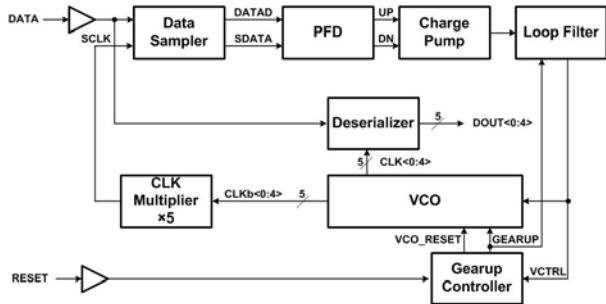 DATA
SCLK
Data
Sampler
DATAD
SDATA
PFD
UP
DN
Charge
Pump
Loop Filter
Deserializer
5
DOUT<0:4>
5
CLK<0:4>
CLK
Multiplier
×5
CLKb<0:4>
5
VCO
VCO_RESET
GEARUP
RESET
Gearup
Controller
VCTRL